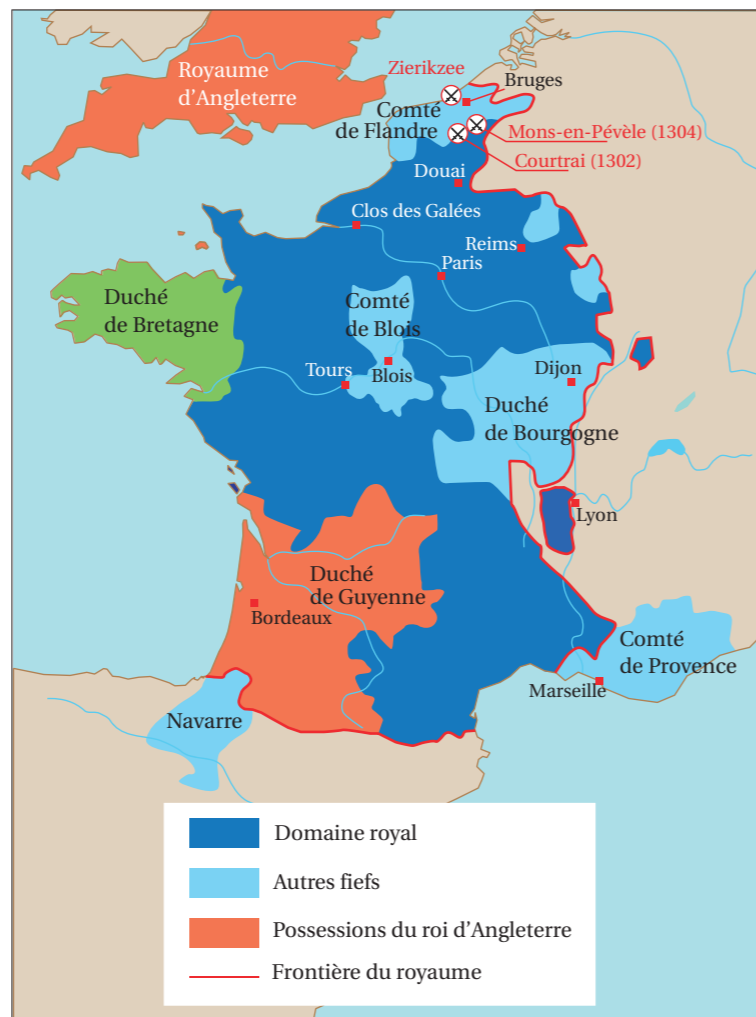 Royaume
d'Angleterre
Zierikzee
Bruges
Comté
de Flandre
Mons-en-Pévèle (1304)
Courtrai (1302)
Douai
Clos des Galées
Reims
Paris
Duché
de Bretagne
Comté
de Blois
Tours
Blois
Dijon
Duché
de Bourgogne
Lyon
Duché
de Guyenne
Bordeaux
Comté
de Provence
Marseille
Navarre
Domaine royal
Autres fiefs
Possessions du roi d'Angleterre
Frontière du royaume